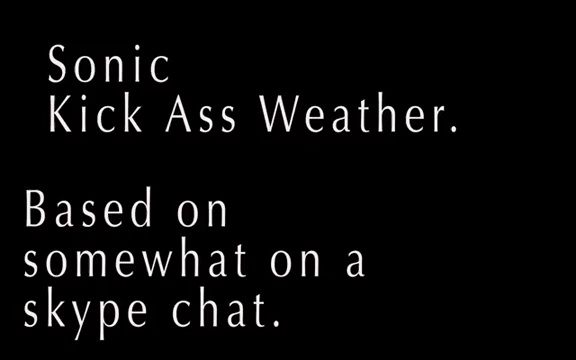 Sonic
Kick Ass Weather.
Based on
somewhat on a
skype chat.